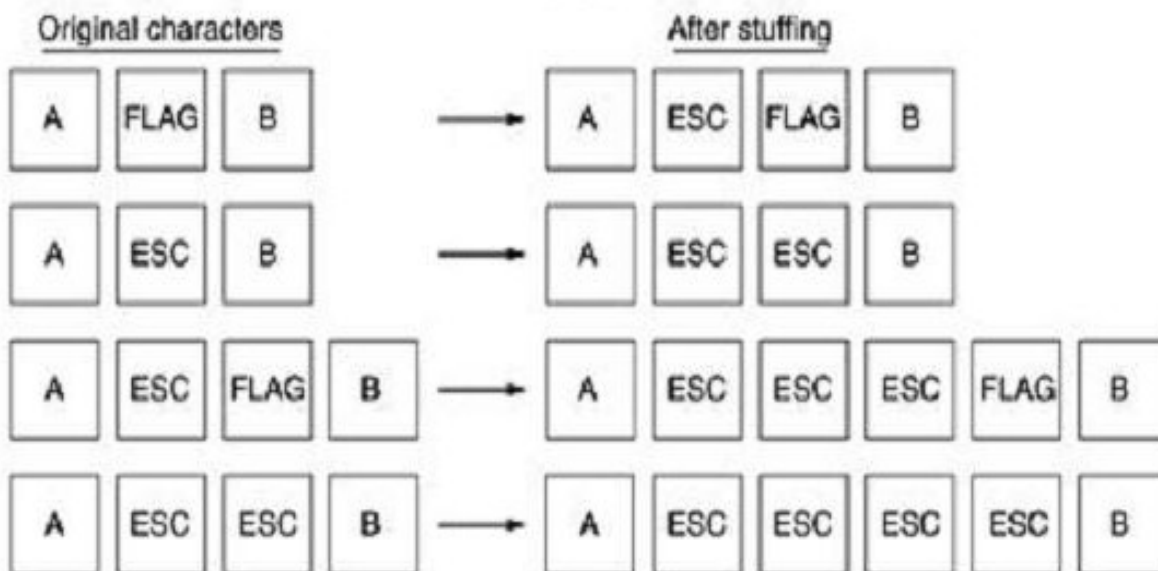 Original characters After stuffing
A FLAG B A ESC FLAG B
A ESC B A ESC ESC B
A ESC FLAG B A ESC ESC ESC FLAG B
A ESC ESC B A ESC ESC ESC ESC B